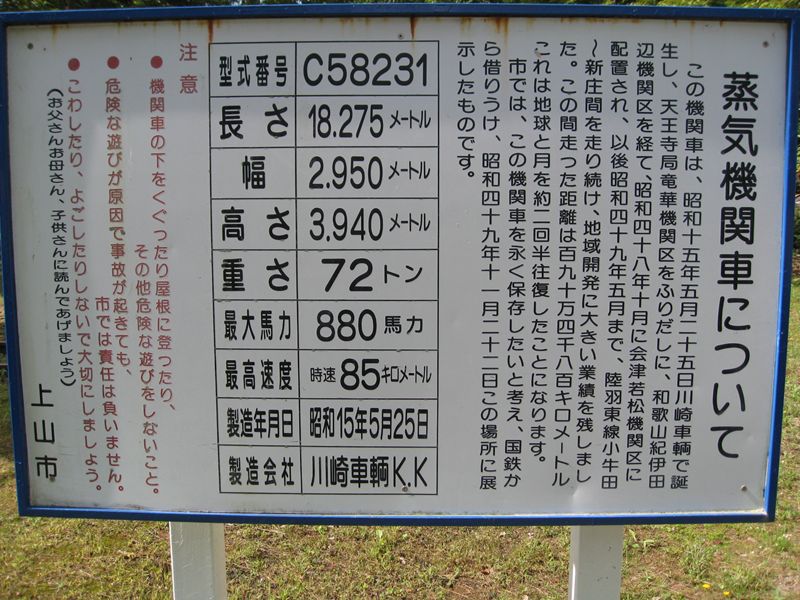 蒸気機関車について
この機関車は、昭和十五年五月二十五日川崎車輌で誕
生し、天王寺局竜華機関区をふりだしに、和歌山紀伊田
辺機関区を経て、昭和四十八年十月に会津若松機関区に
配置され、以後昭和四十九年五月まで、陸羽東線小牛田
〜新庄間を走り続け、地域開発に大きい業績を残しまし
た。この間走った距離は百九十万四千八百キロメートル
これは地球と月を約二回半往復したことになります。
市では、この機関車を永く保存したいと考え、国鉄か
ら借りうけ、昭和四十九年十一月二十二日この場所に展
示したものです。
型式番号 C58231
長さ 18.275メートル
幅 2.950メートル
高さ 3.940メートル
重さ 72トン
最大馬力 880馬力
最高速度 時速85キロメートル
製造年月日 昭和15年5月25日
製造会社 川崎車輌K.K
注意
●機関車の下をくぐったり屋根に登ったり、
その他危険な遊びをしないこと。
●危険な遊びが原因で事故が起きても、
市では責任は負いません。
●こわしたり、よごしたりしないで大切にしましょう。
(お父さんお母さん、子供さんに読んであげましょう)
上山市